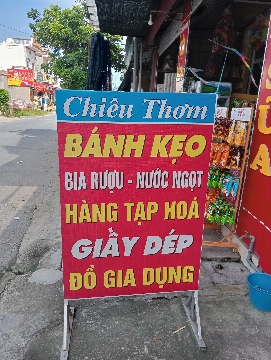 Chiêu Thơm
BÁNH KẸO
BIA RƯỢU - NƯỚC NGỌT
HÀNG TẠP HOÁ
GIẦY DÉP
ĐỒ GIA DỤNG